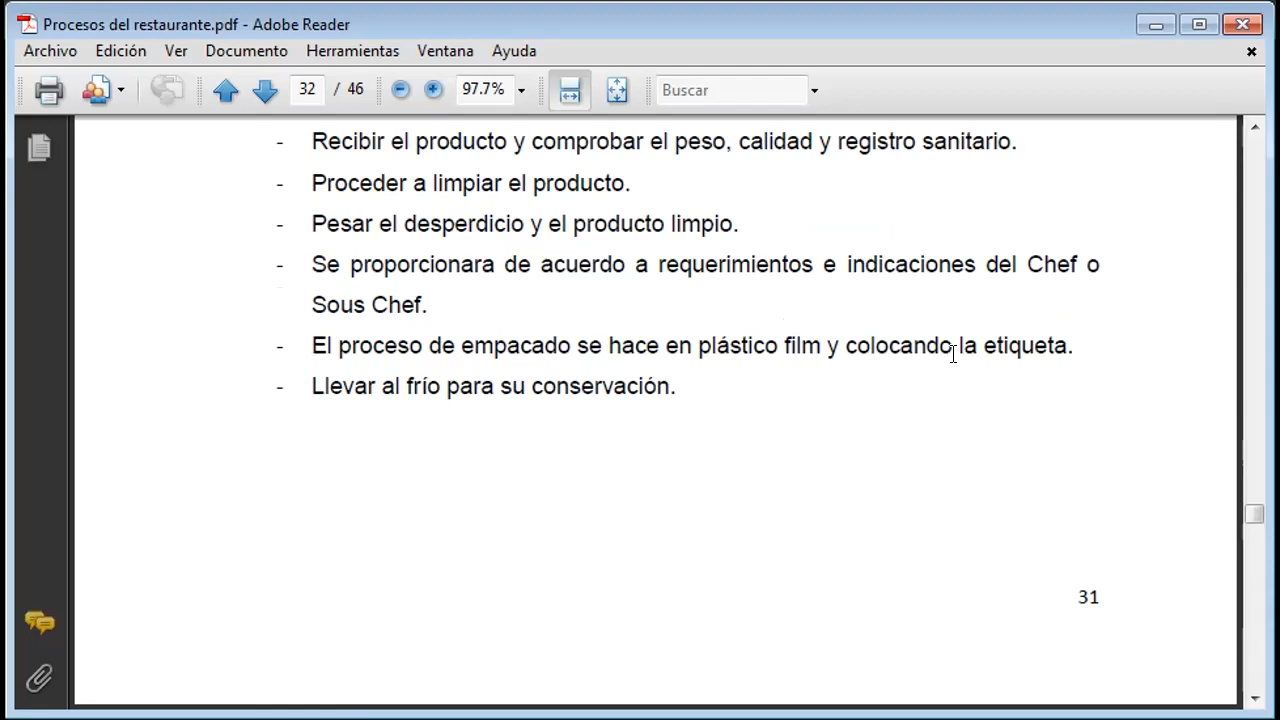 Procesos del restaurante.pdf - Adobe Reader
Archivo Edición Ver Documento Herramientas Ventana Ayuda
32 / 46 97.7% Buscar
- Recibir el producto y comprobar el peso, calidad y registro sanitario.
- Proceder a limpiar el producto.
- Pesar el desperdicio y el producto limpio.
- Se proporcionara de acuerdo a requerimientos e indicaciones del Chef o
Sous Chef.
- El proceso de empacado se hace en plástico film y colocando la etiqueta.
- Llevar al frío para su conservación.
31